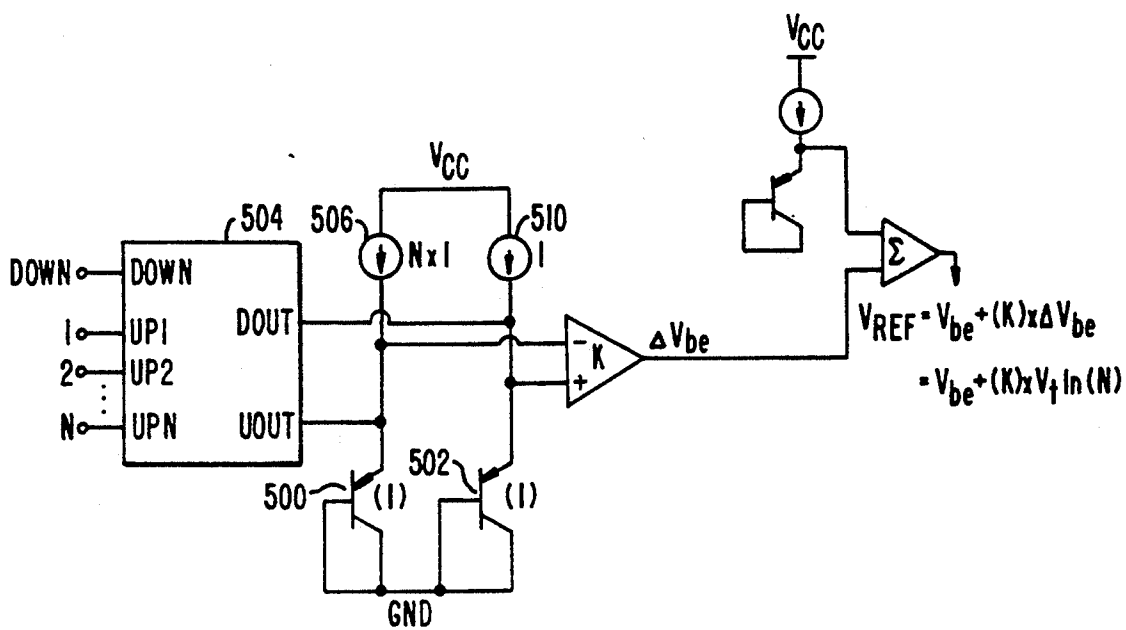 VCC
VCC
504
506
510
N x I
I
DOWN
DOWN
DOUT
1
UP1
2
UP2
N
UPN
UOUT
-
K
+
ΔVbe
Σ
VREF = Vbe + (K) x ΔVbe
= Vbe + (K) x Vt ln (N)
500
(1)
502
(1)
GND